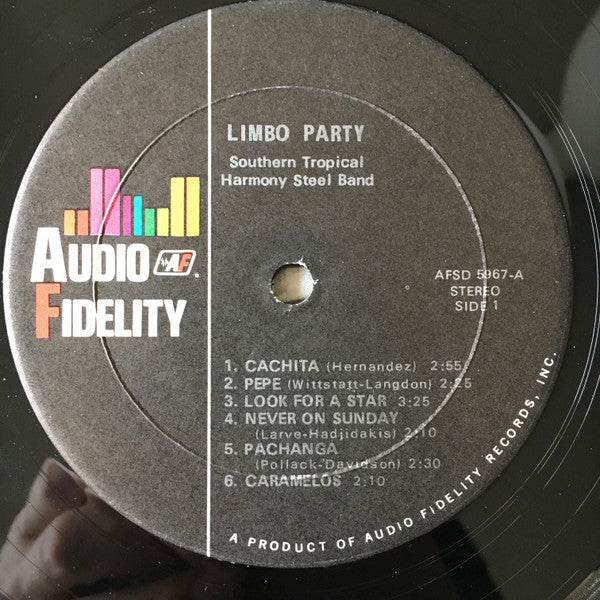 LIMBO PARTY
Southern Tropical
Harmony Steel Band
AUDIO AF
FIDELITY
AFSD 5967-A
STEREO
SIDE 1
1. CACHITA (Hernandez) 2:55
2. PEPE (Wittstatt-Langdon) 2:25
3. LOOK FOR A STAR 3:25
4. NEVER ON SUNDAY
(Larve-Hadjidakis) 2:10
5. PACHANGA
(Pollack-Davidson) 2:30
6. CARAMELOS 2:10
A PRODUCT OF AUDIO FIDELITY RECORDS, INC.